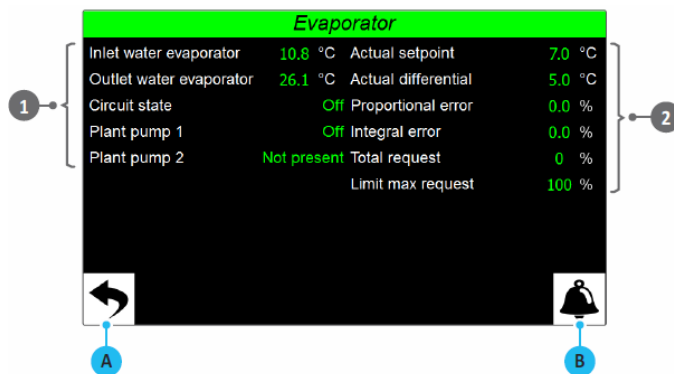 Evaporator
Inlet water evaporator 10.8 °C Actual setpoint 7.0 °C
Outlet water evaporator 26.1 °C Actual differential 5.0 °C
Circuit state Off Proportional error 0.0 %
Plant pump 1 Off Integral error 0.0 %
Plant pump 2 Not present Total request 0 %
Limit max request 100 %
1
2
A
B